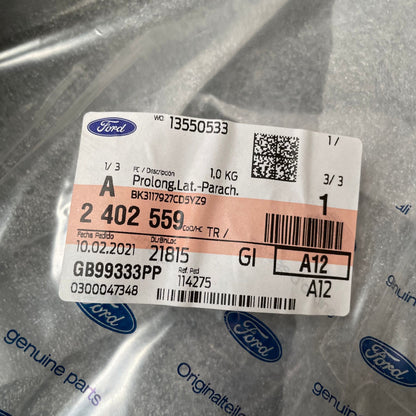 Ford
WO: 13550533
1/
1/3
PC / Descripción
1,0 KG
3/3
A
Prolong.Lat.-Parach.
1
BK3117927CD5YZ9
2 402 559
TR /
Fecha Pedido
10.02.2021
21815
GI
A12
GB99333PP
Ref. Ped
114275
A12
0300047348
Ford
genuine parts
Ford
Originalteile
Ford
genuine